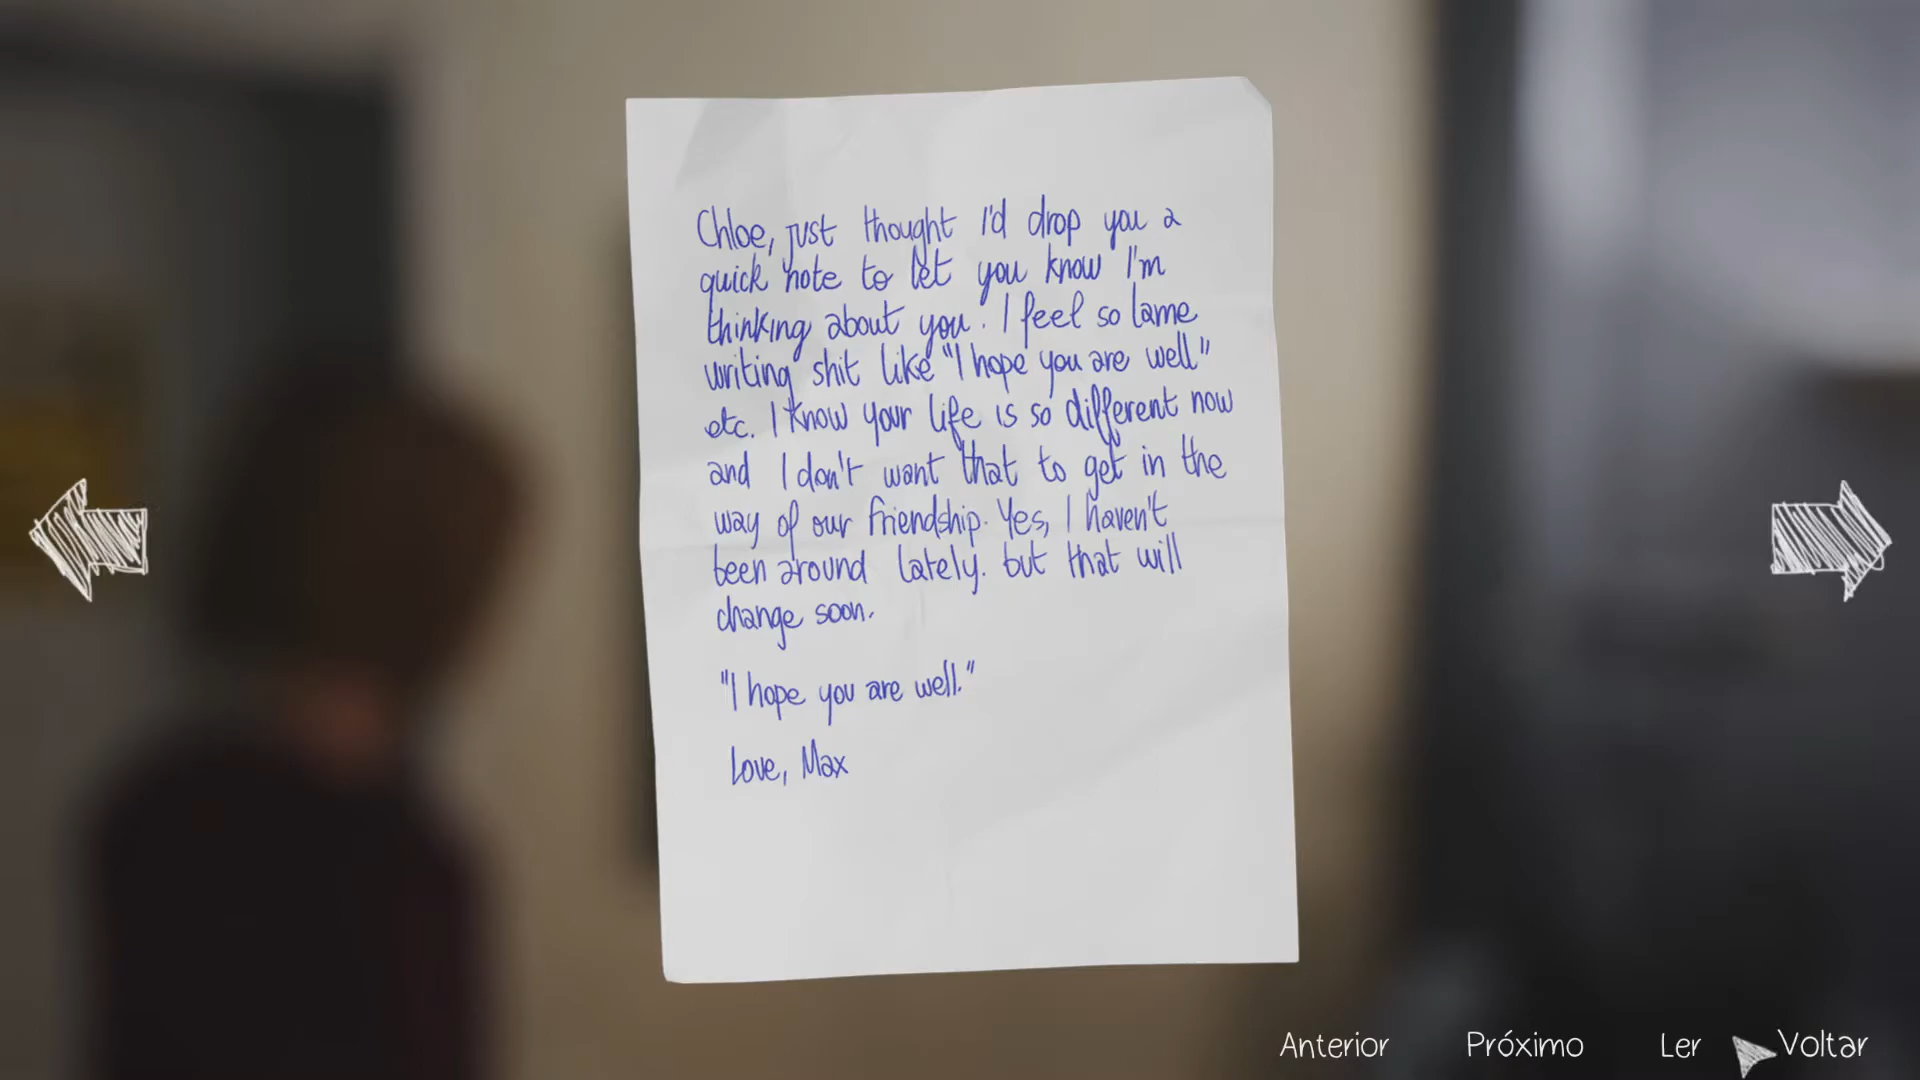 Chloe, just thought I'd drop you a
quick note to let you know I'm
thinking about you. I feel so lame
writing shit like "I hope you are well"
etc. I know your life is so different now
and I don't want that to get in the
way of our friendship. Yes, I haven't
been around lately. but that will
change soon.
"I hope you are well."
Love, Max
Anterior Próximo Ler Voltar